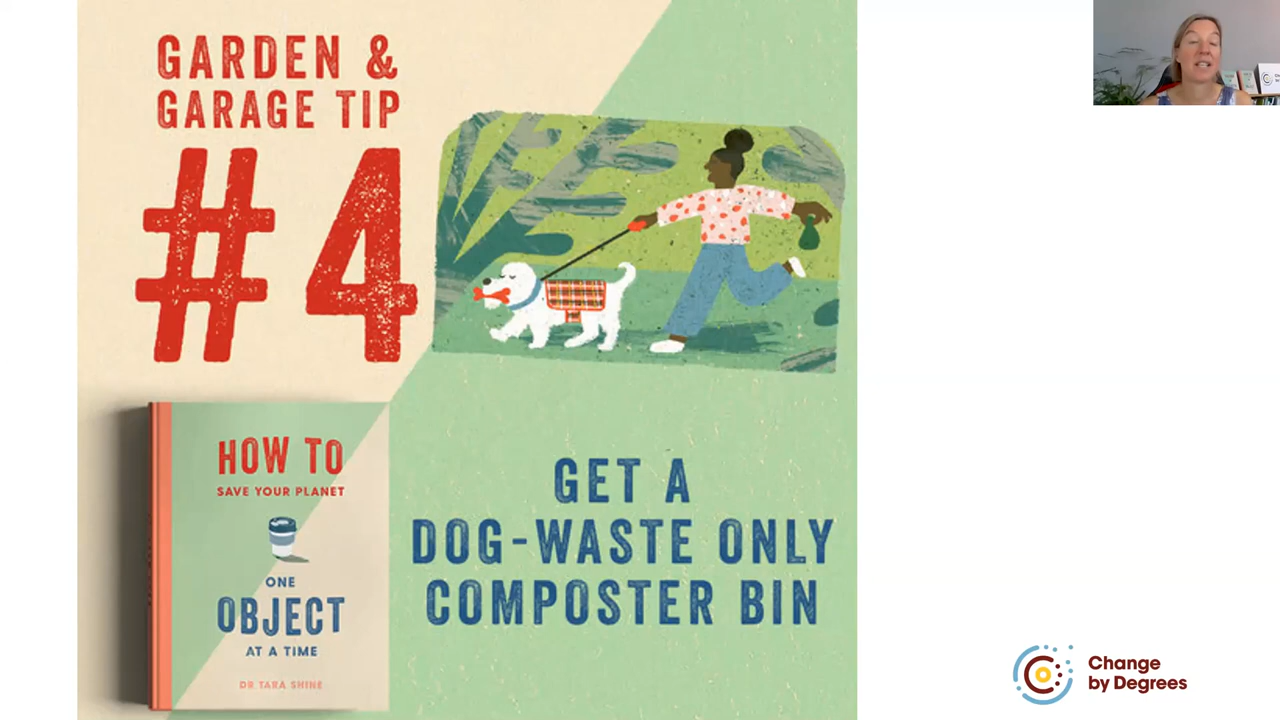 GARDEN &
GARAGE TIP
#4
HOW TO
SAVE YOUR PLANET
ONE
OBJECT
AT A TIME
DR TARA SHINE
GET A
DOG-WASTE ONLY
COMPOSTER BIN
Change
by Degrees